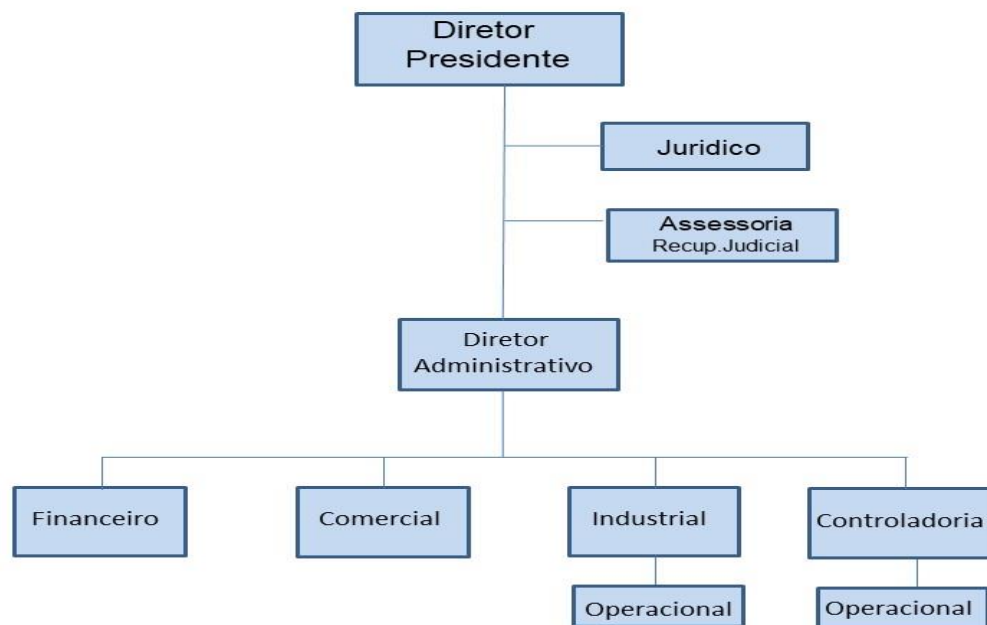 Diretor
Presidente
Juridico
Assessoria
Recup.Judicial
Diretor
Administrativo
Financeiro
Comercial
Industrial
Controladoria
Operacional
Operacional